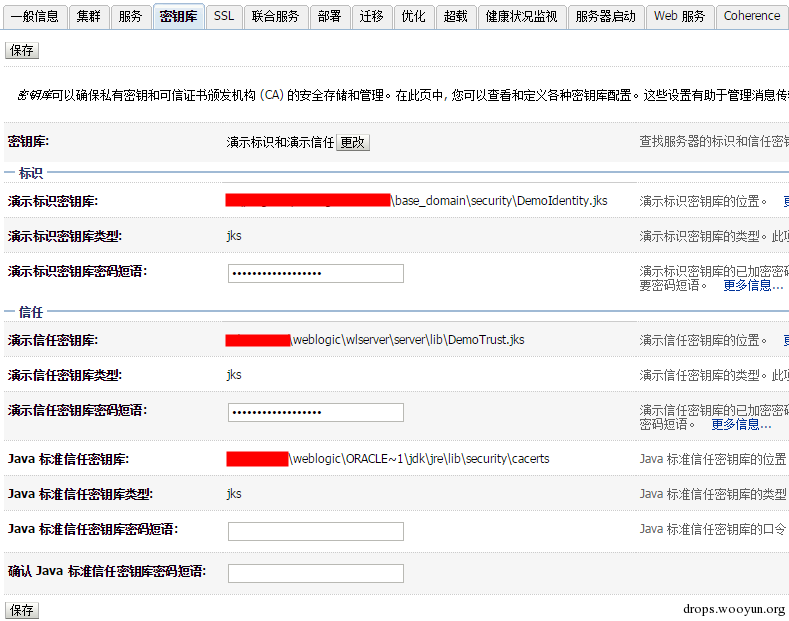 一般信息 集群 服务 密钥库 SSL 联合服务 部署 迁移 优化 超载 健康状况监视 服务器启动 Web 服务 Coherence
保存
密钥库可以确保私有密钥和可信证书颁发机构 (CA) 的安全存储和管理。在此页中, 您可以查看和定义各种密钥库配置。这些设置有助于管理消息传
密钥库: 演示标识和演示信任 更改 查找服务器的标识和信任密
标识
演示标识密钥库: \base_domain\security\DemoIdentity.jks 演示标识密钥库的位置。
演示标识密钥库类型: jks 演示标识密钥库的类型。此
演示标识密钥库密码短语: •••••••••••••••••• 演示标识密钥库的已加密密
要密码短语。 更多信息...
信任
演示信任密钥库: \weblogic\wlserver\server\lib\DemoTrust.jks 演示信任密钥库的位置。
演示信任密钥库类型: jks 演示信任密钥库的类型。此
演示信任密钥库密码短语: •••••••••••••••••• 演示信任密钥库的已加密密
密码短语。 更多信息...
Java 标准信任密钥库: \weblogic\ORACLE~1\jdk\jre\lib\security\cacerts Java 标准信任密钥库的位置
Java 标准信任密钥库类型: jks Java 标准信任密钥库的类型
Java 标准信任密钥库密码短语: Java 标准信任密钥库的口令
确认 Java 标准信任密钥库密码短语:
保存
drops.wooyun.org